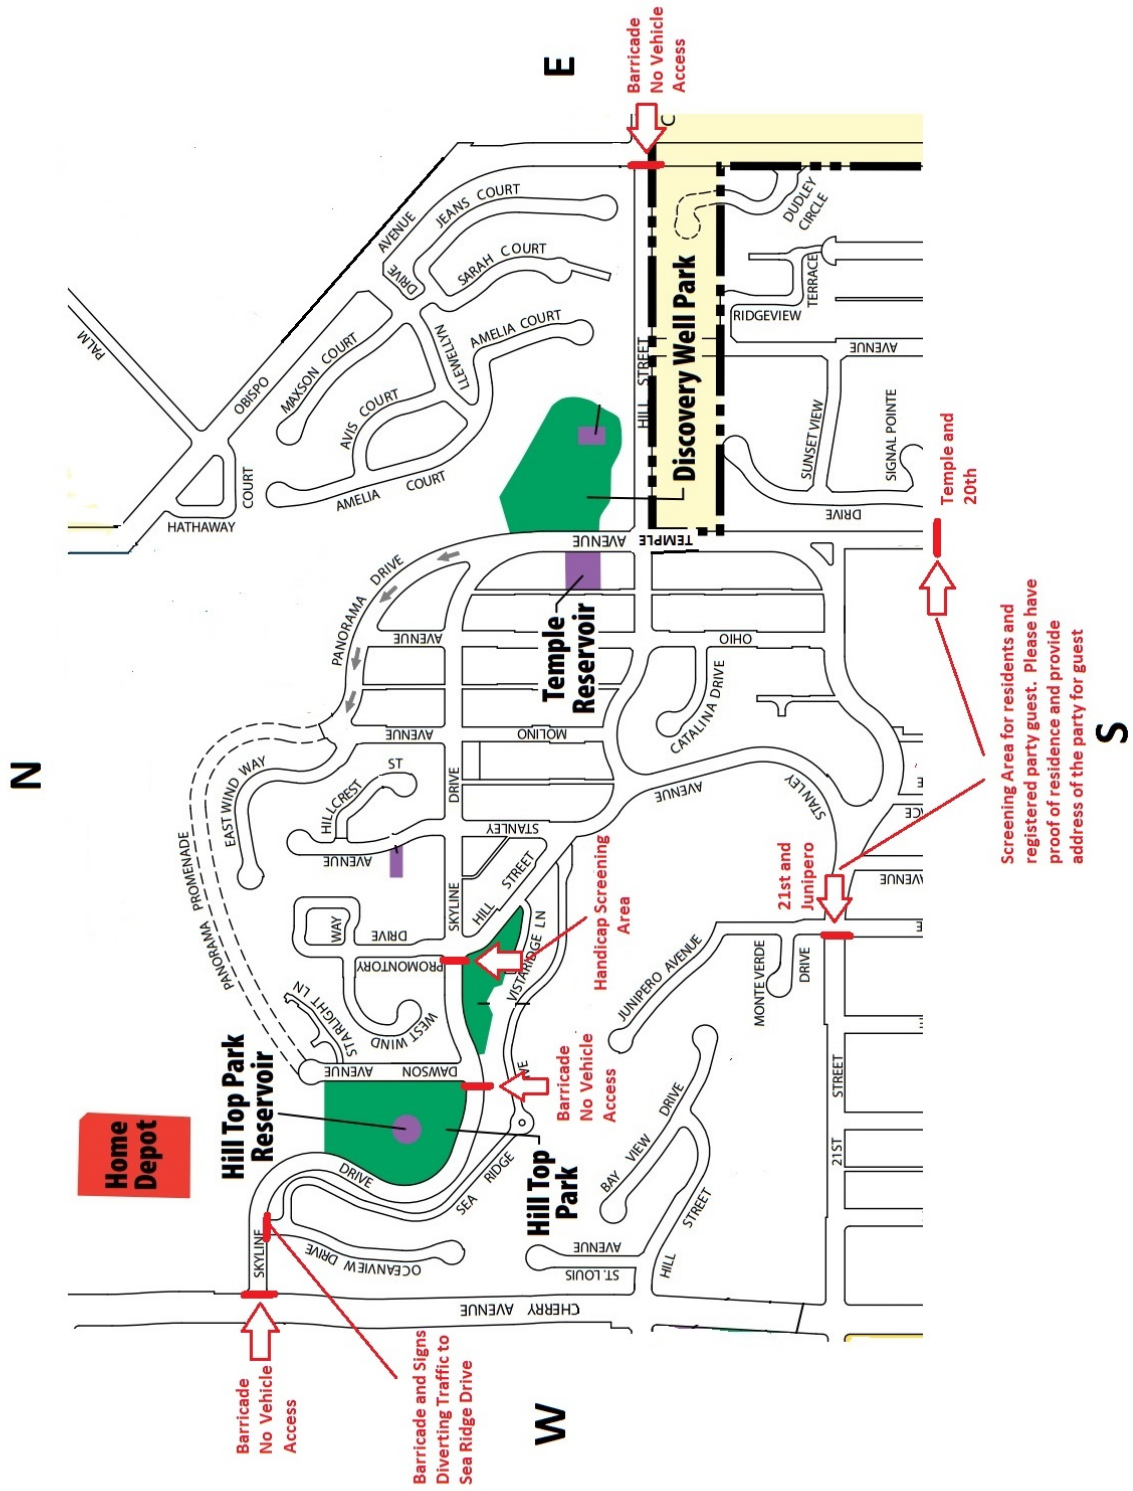 N
E
S
W
Barricade
No Vehicle
Access
C
PALM
OBISPO
AVENUE
JEANS COURT
DRIVE
SARAH COURT
MAXSON COURT
LLEWELLYN
AMELIA COURT
AVIS COURT
AMELIA COURT
COURT
HATHAWAY
HILL STREET
Discovery Well Park
DUDLEY
CIRCLE
TERRACE
RIDGEVIEW
AVENUE
SUNSET VIEW
SIGNAL POINTE
DRIVE
Temple and
20th
TEMPLE
AVENUE
PANORAMA DRIVE
Temple
Reservoir
AVENUE
OHIO
CATALINA DRIVE
AVENUE
MOLINO
DRIVE
ST
HILLCREST
EAST WIND WAY
PANORAMA PROMENADE
AVENUE
STANLEY
AVENUE
STANLEY
E
CE
VENUE
E
E
Screening Area for residents and
registered party guest. Please have
proof of residence and provide
address of the party for guest
21st and
Junipero
SKYLINE
HILL STREET
WAY
DRIVE
PROMONTORY
Handicap Screening
Area
VISTARIDGE LN
JUNIPERO AVENUE
MONTEVERDE
DRIVE
STARLIGHT LN
WEST WIND
DAWSON AVENUE
Barricade
No Vehicle
Access
VE
Hill Top Park
Reservoir
Home
Depot
DRIVE
SEA RIDGE
Hill Top
Park
BAY VIEW DRIVE
HILL STREET
21ST STREET
SKYLINE
OCEANVIEW DRIVE
ST. LOUIS
AVENUE
CHERRY AVENUE
Barricade
No Vehicle
Access
Barricade and Signs
Diverting Traffic to
Sea Ridge Drive